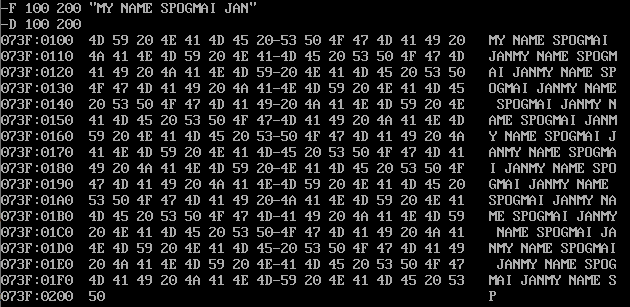 -F 100 200 "MY NAME SPOGMAI JAN"
-D 100 200
073F:0100 4D 59 20 4E 41 4D 45 20-53 50 4F 47 4D 41 49 20 MY NAME SPOGMAI
073F:0110 4A 41 4E 4D 59 20 4E 41-4D 45 20 53 50 4F 47 4D JANMY NAME SPOGM
073F:0120 41 49 20 4A 41 4E 4D 59-20 4E 41 4D 45 20 53 50 AI JANMY NAME SP
073F:0130 4F 47 4D 41 49 20 4A 41-4E 4D 59 20 4E 41 4D 45 OGMAI JANMY NAME
073F:0140 20 53 50 4F 47 4D 41 49-20 4A 41 4E 4D 59 20 4E SPOGMAI JANMY N
073F:0150 41 4D 45 20 53 50 4F 47-4D 41 49 20 4A 41 4E 4D AME SPOGMAI JANM
073F:0160 59 20 4E 41 4D 45 20 53-50 4F 47 4D 41 49 20 4A Y NAME SPOGMAI J
073F:0170 41 4E 4D 59 20 4E 41 4D-45 20 53 50 4F 47 4D 41 ANMY NAME SPOGMA
073F:0180 49 20 4A 41 4E 4D 59 20-4E 41 4D 45 20 53 50 4F I JANMY NAME SPO
073F:0190 47 4D 41 49 20 4A 41 4E-4D 59 20 4E 41 4D 45 20 GMAI JANMY NAME
073F:01A0 53 50 4F 47 4D 41 49 20-4A 41 4E 4D 59 20 4E 41 SPOGMAI JANMY NA
073F:01B0 4D 45 20 53 50 4F 47 4D-41 49 20 4A 41 4E 4D 59 ME SPOGMAI JANMY
073F:01C0 20 4E 41 4D 45 20 53 50-4F 47 4D 41 49 20 4A 41 NAME SPOGMAI JA
073F:01D0 4E 4D 59 20 4E 41 4D 45-20 53 50 4F 47 4D 41 49 NMY NAME SPOGMAI
073F:01E0 20 4A 41 4E 4D 59 20 4E-41 4D 45 20 53 50 4F 47 JANMY NAME SPOG
073F:01F0 4D 41 49 20 4A 41 4E 4D-59 20 4E 41 4D 45 20 53 MAI JANMY NAME S
073F:0200 50 P